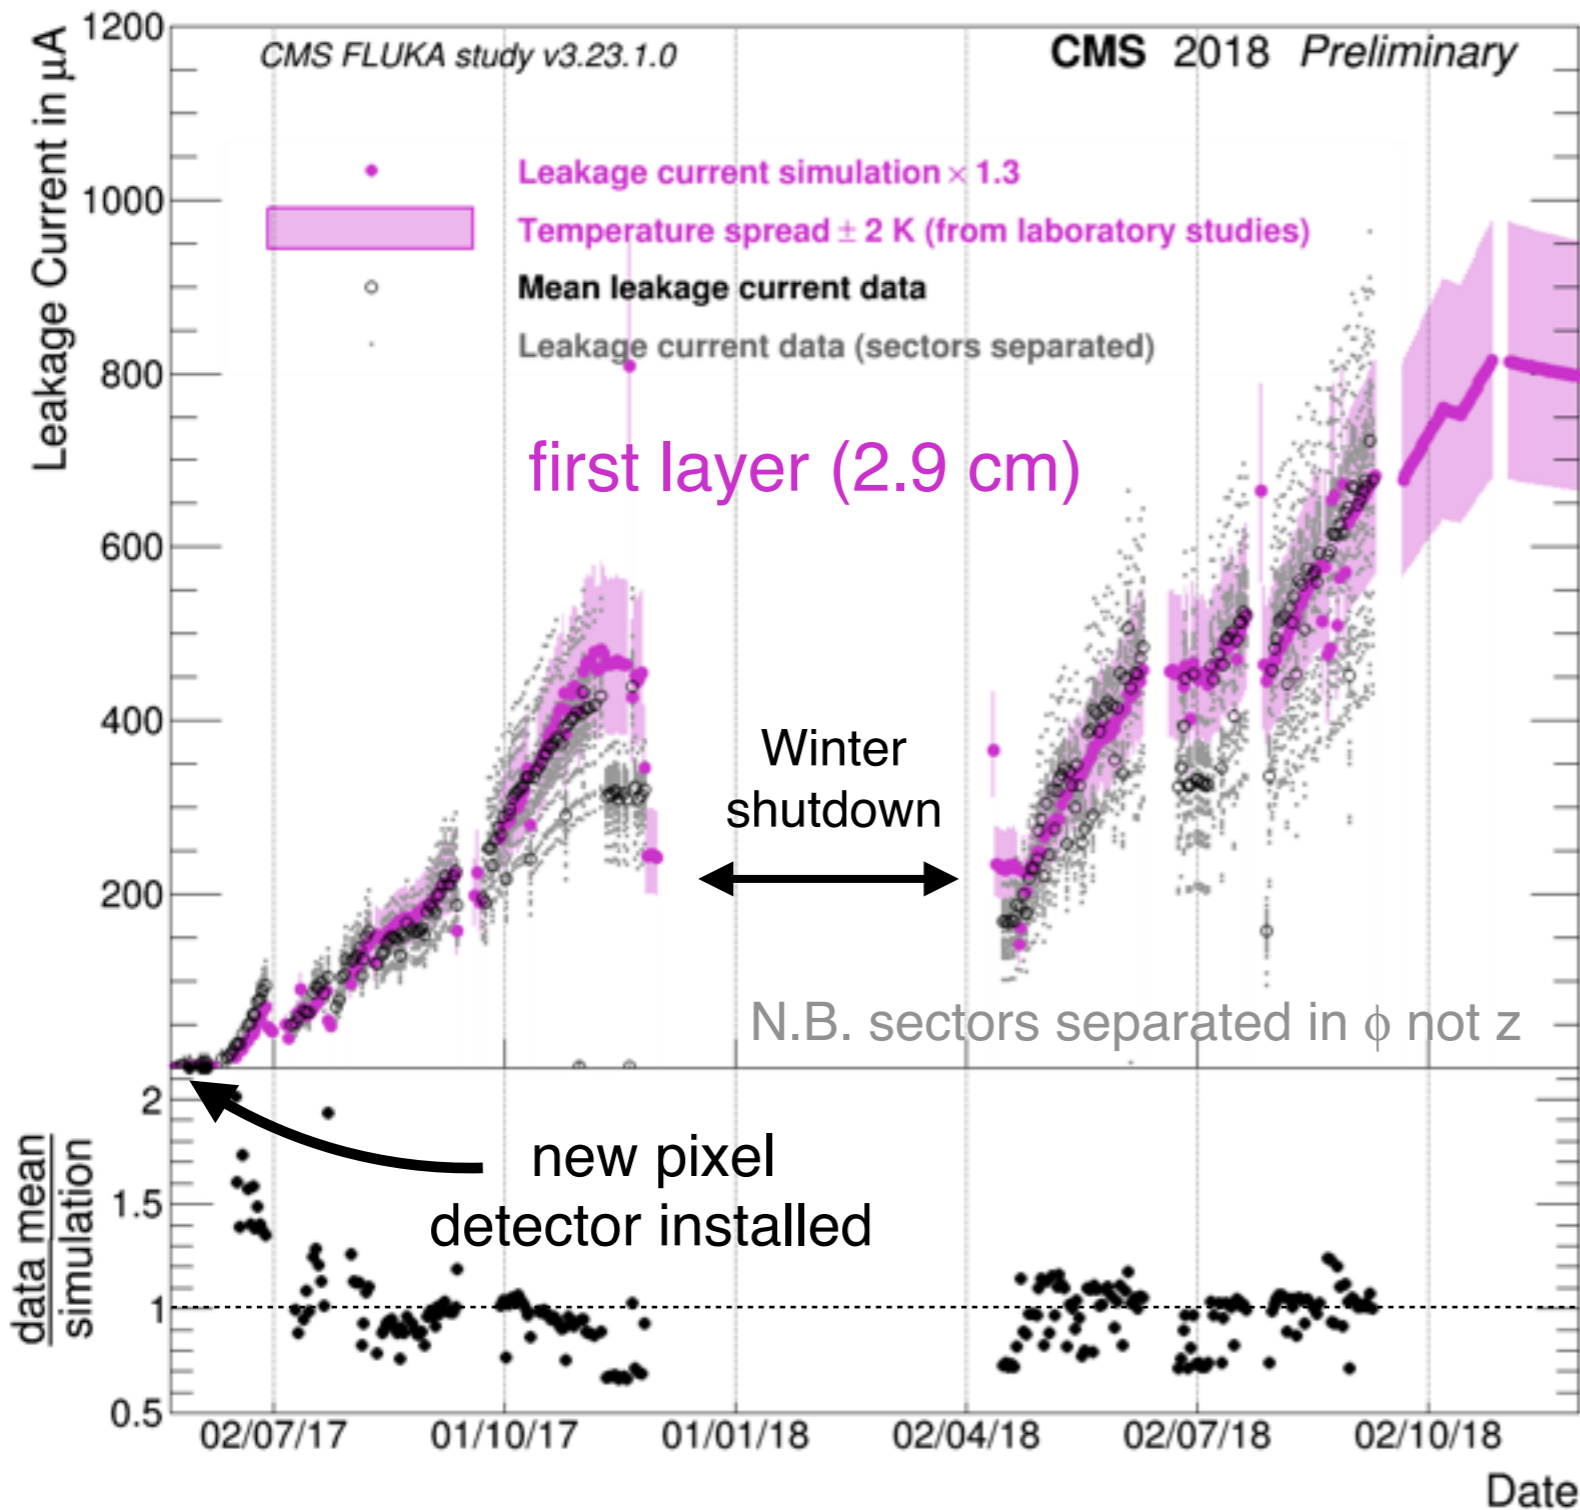 CMS FLUKA study v3.23.1.0
CMS 2018 Preliminary
Leakage Current in μA
1200
1000
800
600
400
200
Leakage current simulation × 1.3
Temperature spread ± 2 K (from laboratory studies)
Mean leakage current data
Leakage current data (sectors separated)
first layer (2.9 cm)
Winter
shutdown
N.B. sectors separated in ϕ not z
data mean
simulation
2
1.5
1
0.5
new pixel
detector installed
02/07/17
01/10/17
01/01/18
02/04/18
02/07/18
02/10/18
Date